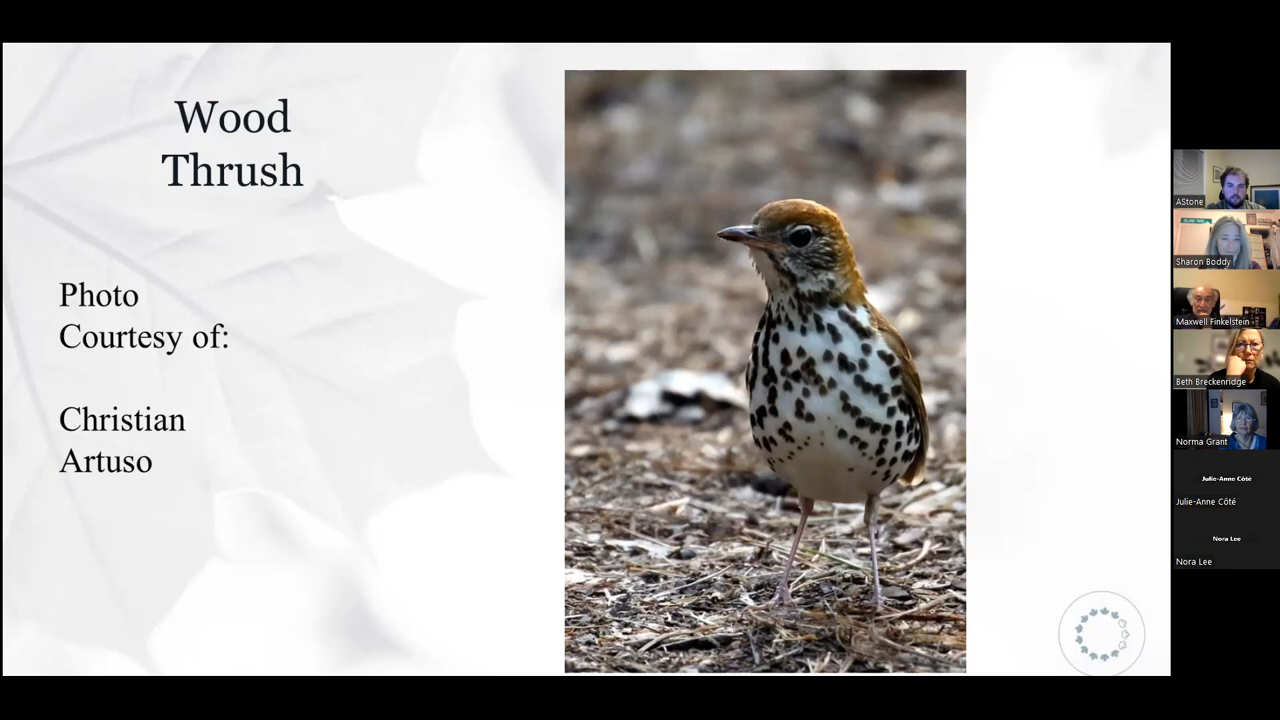 Wood
Thrush
Photo
Courtesy of:
Christian
Artuso
AStone
Sharon Boddy
Maxwell Finkelstein
Beth Breckenridge
Norma Grant
Julie-Anne Côté
Julie-Anne Côté
Nora Lee
Nora Lee